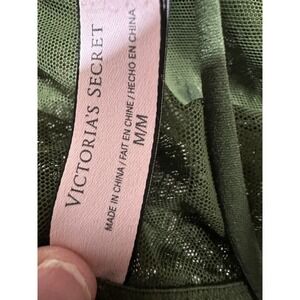 VICTORIA'S SECRET
MADE IN CHINA / FAIT EN CHINE / HECHO EN CHINA
M/M